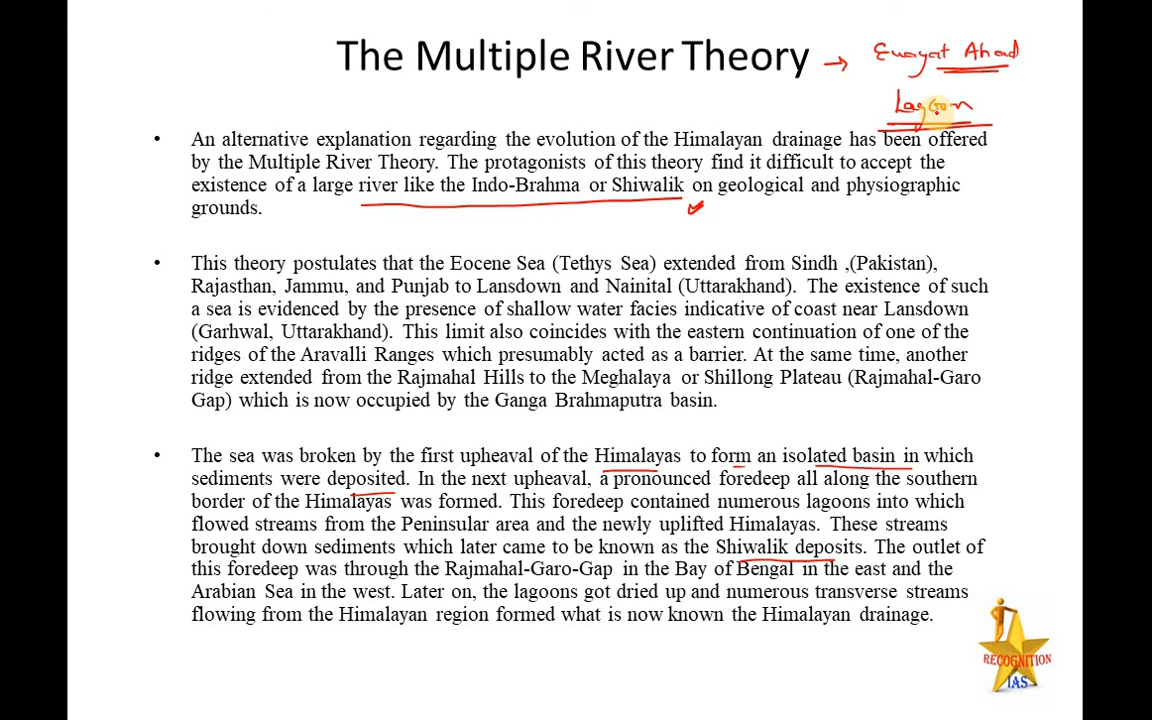 The Multiple River Theory → Enayat Ahad
Lagoon
• An alternative explanation regarding the evolution of the Himalayan drainage has been offered
by the Multiple River Theory. The protagonists of this theory find it difficult to accept the
existence of a large river like the Indo-Brahma or Shiwalik on geological and physiographic
grounds.
• This theory postulates that the Eocene Sea (Tethys Sea) extended from Sindh ,(Pakistan),
Rajasthan, Jammu, and Punjab to Lansdown and Nainital (Uttarakhand). The existence of such
a sea is evidenced by the presence of shallow water facies indicative of coast near Lansdown
(Garhwal, Uttarakhand). This limit also coincides with the eastern continuation of one of the
ridges of the Aravalli Ranges which presumably acted as a barrier. At the same time, another
ridge extended from the Rajmahal Hills to the Meghalaya or Shillong Plateau (Rajmahal-Garo
Gap) which is now occupied by the Ganga Brahmaputra basin.
• The sea was broken by the first upheaval of the Himalayas to form an isolated basin in which
sediments were deposited. In the next upheaval, a pronounced foredeep all along the southern
border of the Himalayas was formed. This foredeep contained numerous lagoons into which
flowed streams from the Peninsular area and the newly uplifted Himalayas. These streams
brought down sediments which later came to be known as the Shiwalik deposits. The outlet of
this foredeep was through the Rajmahal-Garo-Gap in the Bay of Bengal in the east and the
Arabian Sea in the west. Later on, the lagoons got dried up and numerous transverse streams
flowing from the Himalayan region formed what is now known the Himalayan drainage.
RECOGNITION
IAS